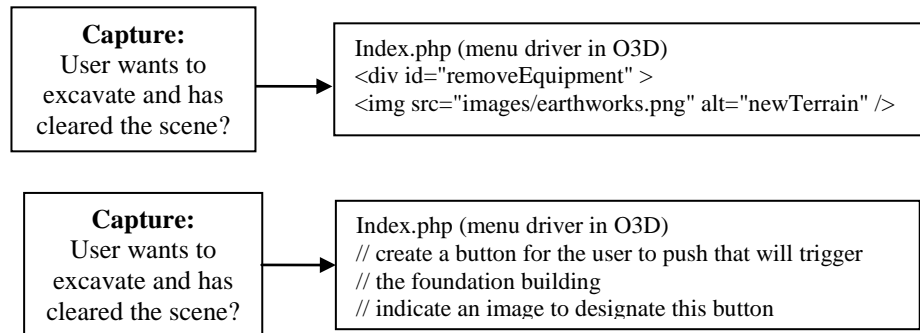 Capture:
User wants to
excavate and has
cleared the scene?
Index.php (menu driver in O3D)
<div id="removeEquipment" >
<img src="images/earthworks.png" alt="newTerrain" />
Capture:
User wants to
excavate and has
cleared the scene?
Index.php (menu driver in O3D)
// create a button for the user to push that will trigger
// the foundation building
// indicate an image to designate this button